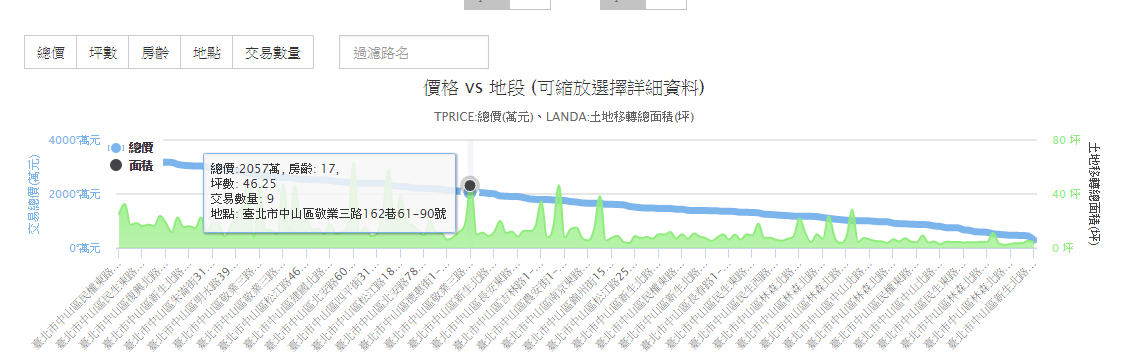 總價 坪數 房齡 地點 交易數量 過濾路名
價格 vs 地段 (可縮放選擇詳細資料)
TPRICE:總價(萬元)、LANDA:土地移轉總面積(坪)
交易總價(萬元)
4000萬元
2000萬元
0萬元
總價
面積
總價:2057萬, 房齡: 17,
坪數: 46.25
交易數量: 9
地點: 臺北市中山區敬業三路162巷61-90號
80 坪
40 坪
0 坪
土地移轉總面積(坪)
臺北市中山區民權東路..
臺北市中山區民生東路..
臺北市中山區復興北路..
臺北市中山區新生北路..
臺北市中山區朱崙街31..
臺北市中山區明水路39..
臺北市中山區敬業三路..
臺北市中山區敬業三路..
臺北市中山區松江路46..
臺北市中山區建國北路..
臺北市中山區北安路60..
臺北市中山區四平街31..
臺北市中山區松江路18..
臺北市中山區北安路78..
臺北市中山區應惠街1-..
臺北市中山區敬業三路..
臺北市中山區新生北路..
臺北市中山區長安東路..
臺北市中山區吉林路1-..
臺北市中山區農安街1-..
臺北市中山區南京東路..
臺北市中山區錦州街15..
臺北市中山區松江路25..
臺北市中山區新生北路..
臺北市中山區民權東路..
臺北市中山區新生北路..
臺北市中山區長春路1-..
臺北市中山區民生東路..
臺北市中山區民生西路..
臺北市中山區林森北路..
臺北市中山區林森北路..
臺北市中山區林森北路..
臺北市中山區中山北路..
臺北市中山區民權東路..
臺北市中山區中山北路..
臺北市中山區民生東路..
臺北市中山區林森北路..
臺北市中山區林森北路..
臺北市中山區新生北路..